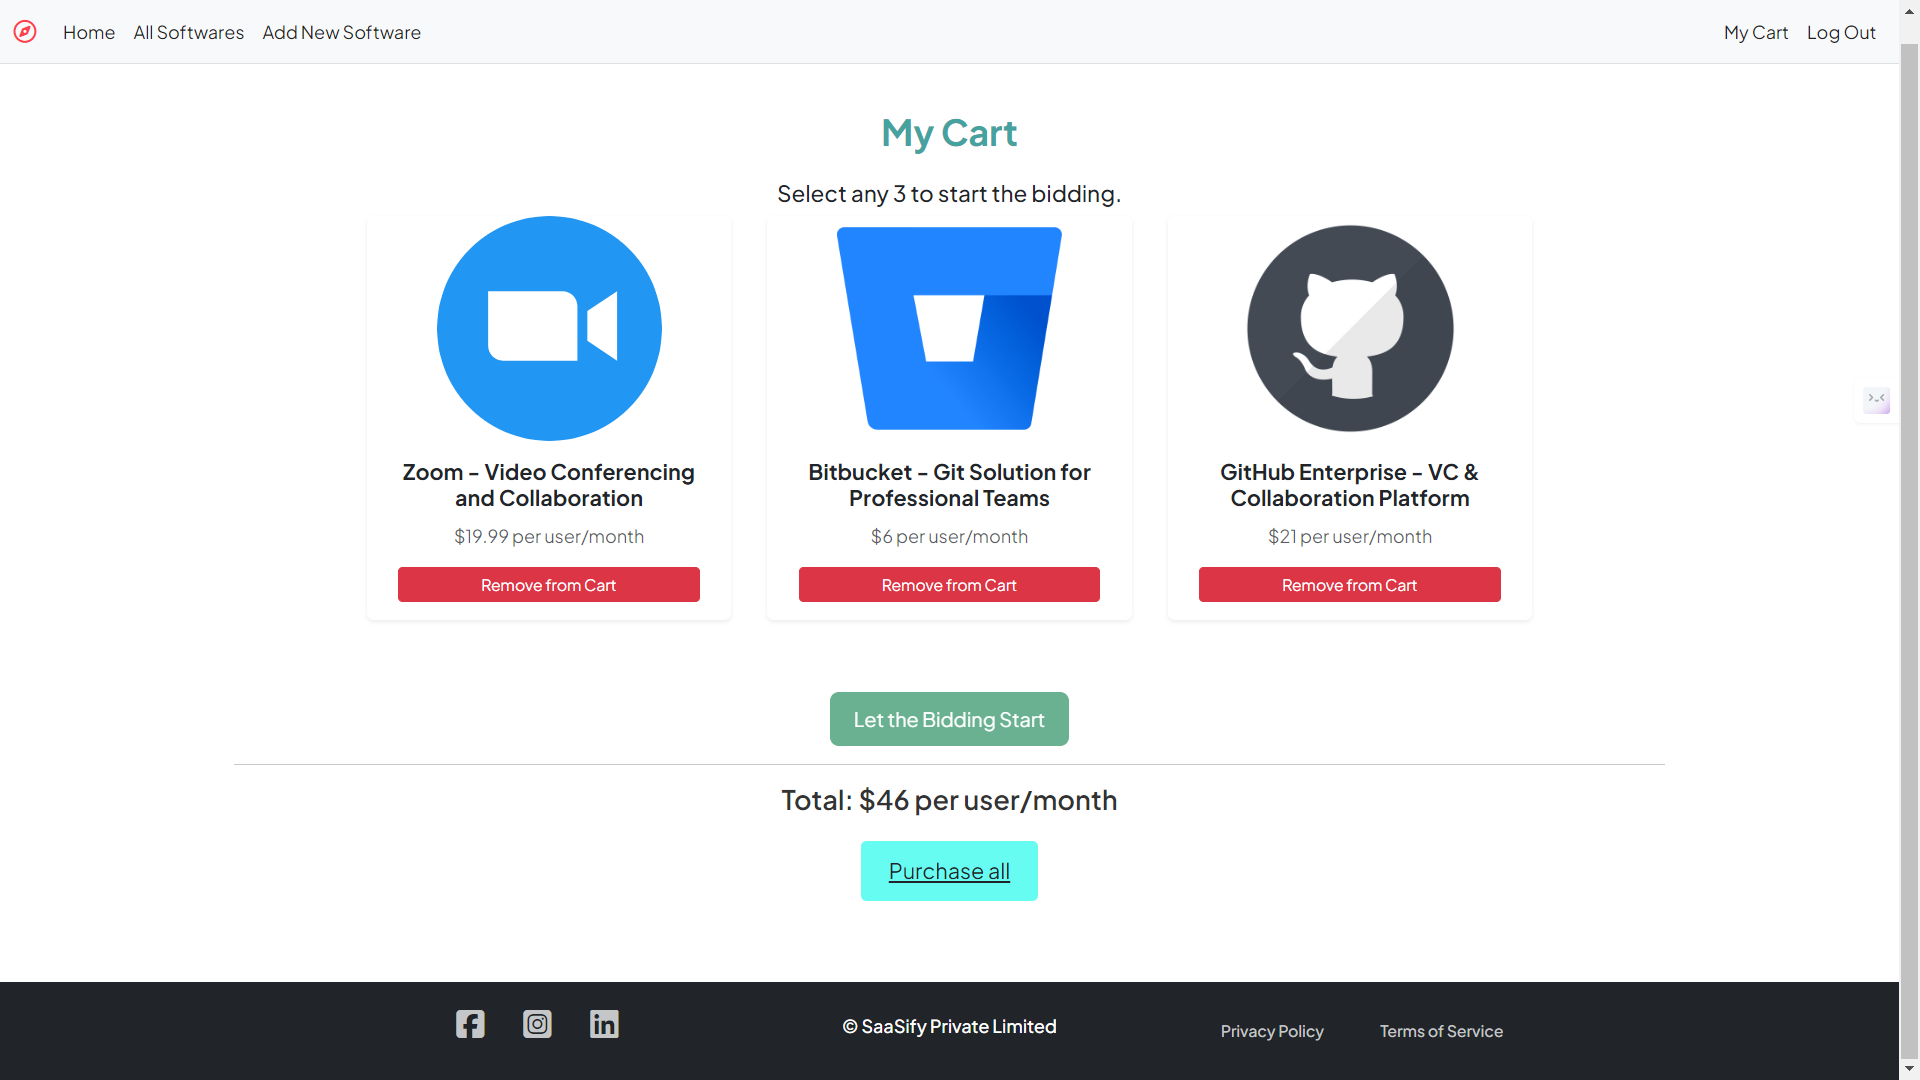 Home All Softwares Add New Software My Cart Log Out
My Cart
Select any 3 to start the bidding.
Zoom - Video Conferencing
and Collaboration
$19.99 per user/month
Remove from Cart
Bitbucket - Git Solution for
Professional Teams
$6 per user/month
Remove from Cart
GitHub Enterprise - VC &
Collaboration Platform
$21 per user/month
Remove from Cart
Let the Bidding Start
Total: $46 per user/month
Purchase all
© SaaSify Private Limited
Privacy Policy Terms of Service